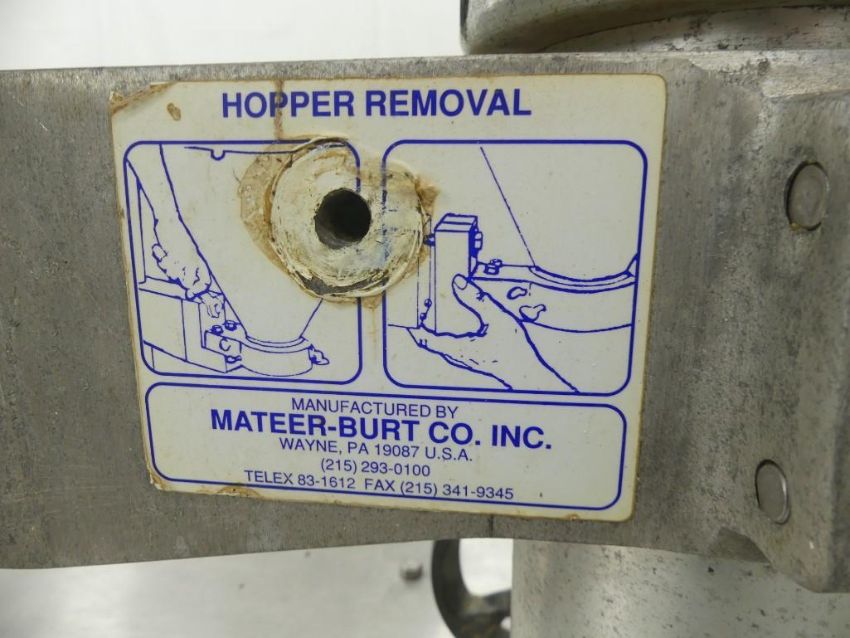 HOPPER REMOVAL
MANUFACTURED BY
MATEER-BURT CO. INC.
WAYNE, PA 19087 U.S.A.
(215) 293-0100
TELEX 83-1612 FAX (215) 341-9345